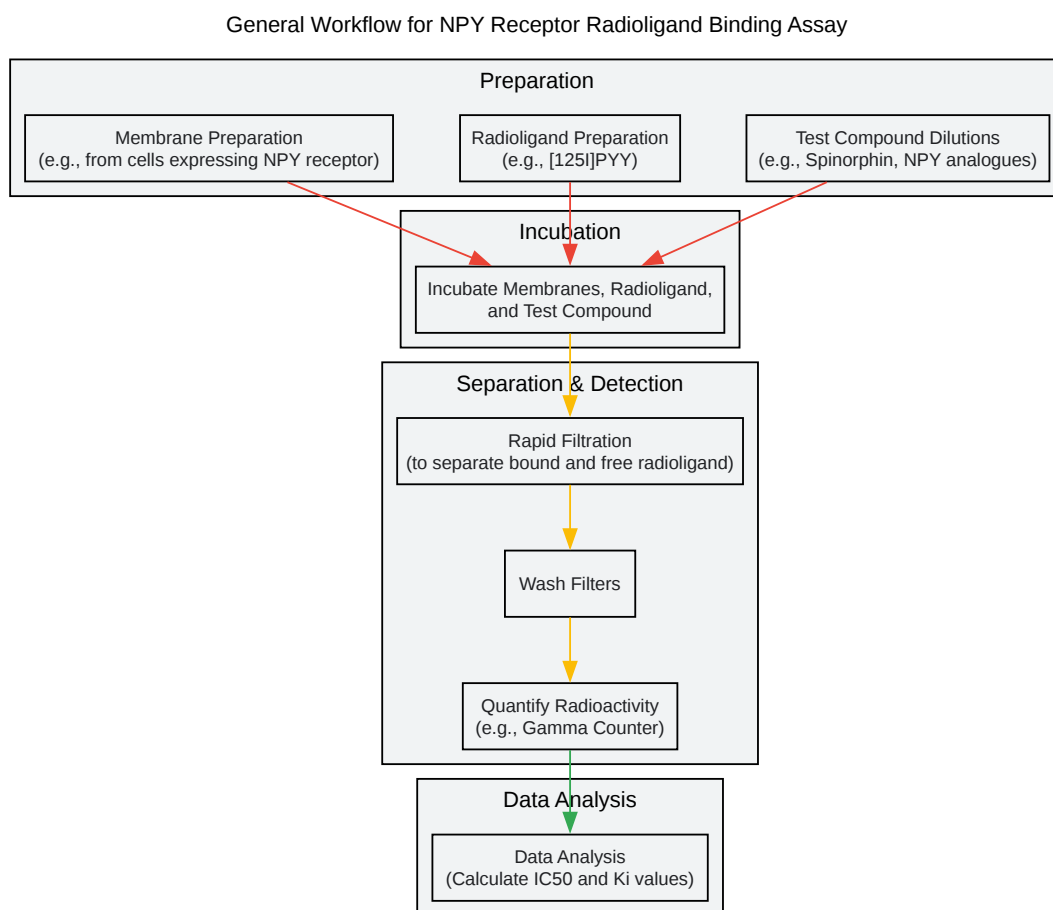 General Workflow for NPY Receptor Radioligand Binding Assay
Preparation
Membrane Preparation
(e.g., from cells expressing NPY receptor)
Radioligand Preparation
(e.g., [125I]PYY)
Test Compound Dilutions
(e.g., Spinorphin, NPY analogues)
Incubation
Incubate Membranes, Radioligand,
and Test Compound
Separation & Detection
Rapid Filtration
(to separate bound and free radioligand)
Wash Filters
Quantify Radioactivity
(e.g., Gamma Counter)
Data Analysis
Data Analysis
(Calculate IC50 and Ki values)